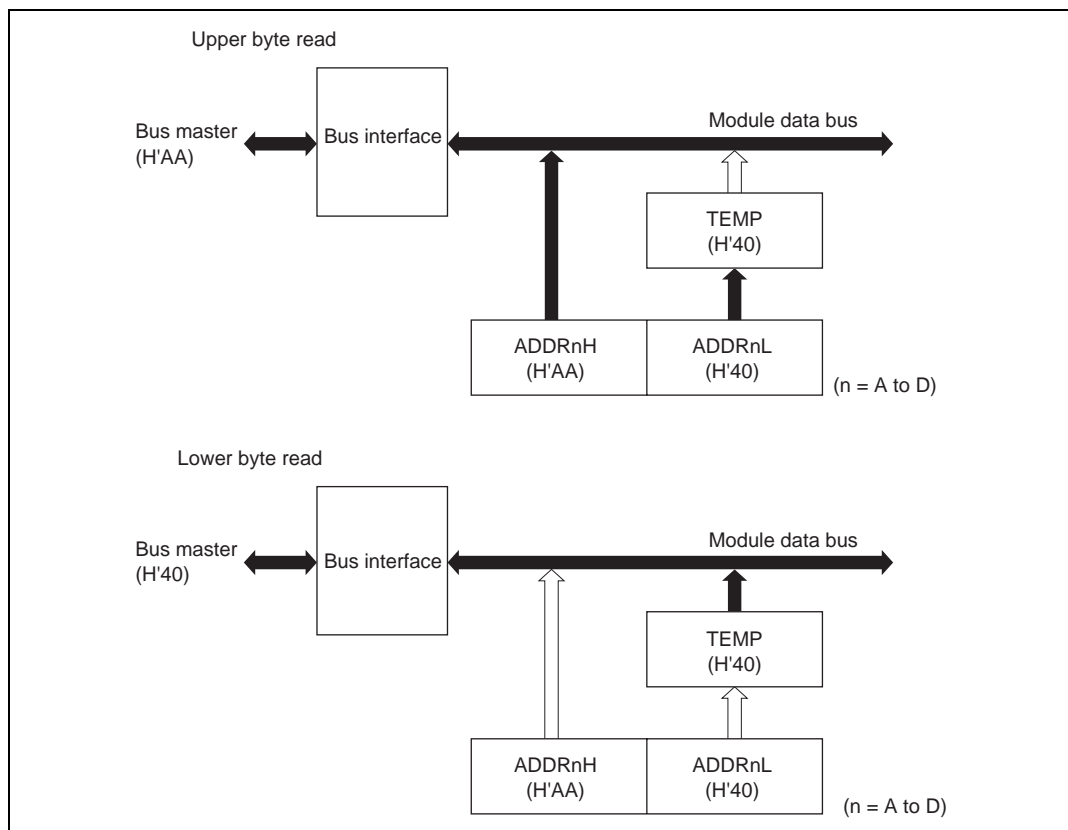 Upper byte read
Bus master
(H'AA)
Bus interface
Module data bus
TEMP
(H'40)
ADDRnH
(H'AA)
ADDRnL
(H'40)
(n = A to D)
Lower byte read
Bus master
(H'40)
Bus interface
Module data bus
TEMP
(H'40)
ADDRnH
(H'AA)
ADDRnL
(H'40)
(n = A to D)